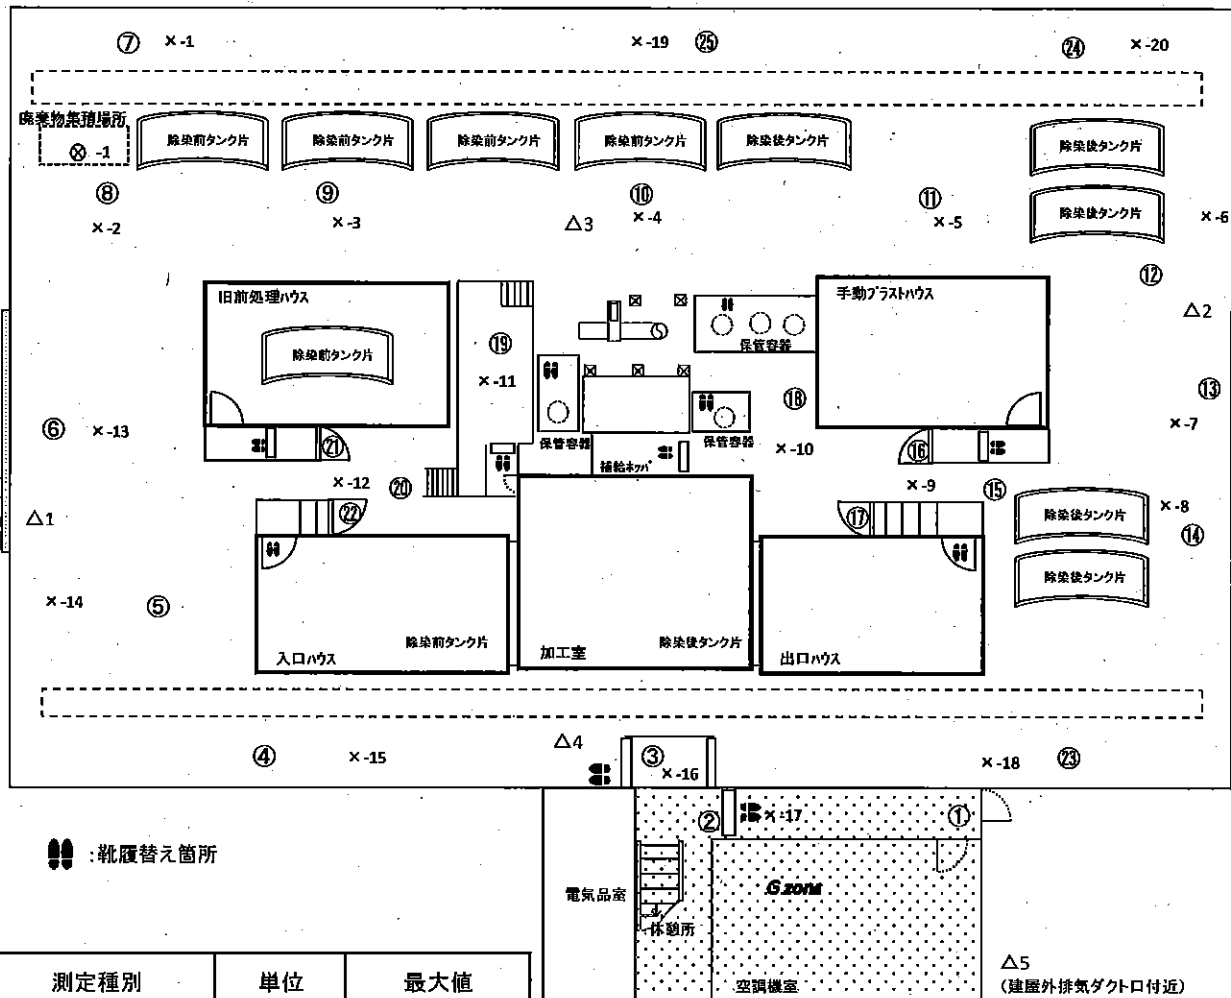 ⑦ ×-1 ×-19 ㉕ ㉔ ×-20
廃棄物集積場所
⊗ -1
除染前タンク片 除染前タンク片 除染前タンク片 除染前タンク片 除染後タンク片 除染後タンク片
⑧ ⑨ ⑩ ⑪ 除染後タンク片
×-2 ×-3 △3 ×-4 ×-5 ×-6
⑫
旧前処理ハウス 手動ブラストハウス
△2
除染前タンク片 ⑲ 保管容器
×-11 ⑱ ⑬
⑥ ×-13 ×-7
㉑ 保管容器 保管容器 ×-10 ⑯
補給ホッパ
×-12 ⑳ ×-9 ⑮
△1 ㉒ ⑰ 除染後タンク片 ×-8
⑭
除染後タンク片
×-14 ⑤
除染前タンク片 除染後タンク片
入口ハウス 加工室 出口ハウス
④ ×-15 △4 ③ ×-16 ×-18 ㉓
② ×-17 ①
:靴履替え箇所
電気品室 G zone
休憩所
測定種別 単位 最大値 空調機室 △5
(建屋外排気ダクト口付近)